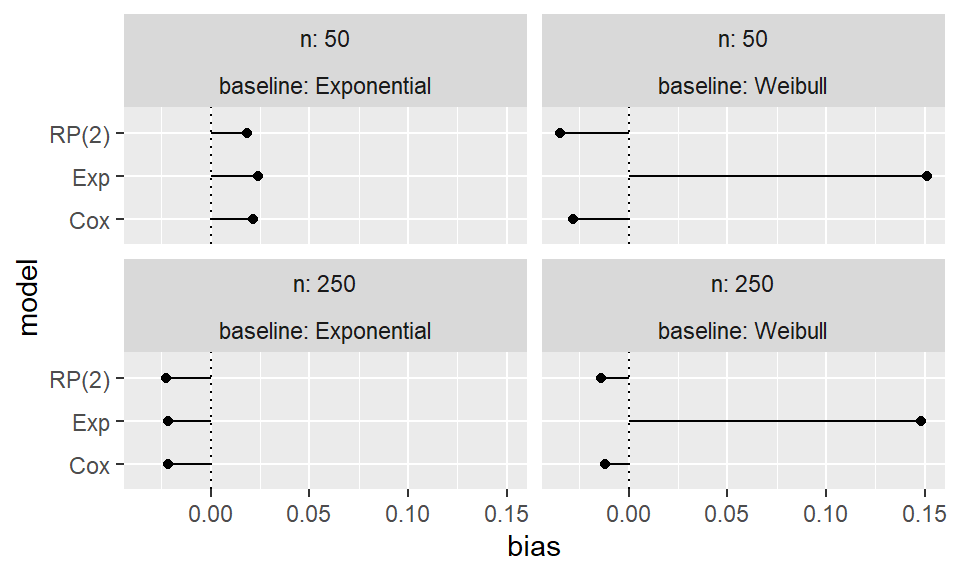 n: 50
baseline: Exponential
n: 50
baseline: Weibull
RP(2)
Exp
Cox
n: 250
baseline: Exponential
n: 250
baseline: Weibull
RP(2)
Exp
Cox
model
0.00 0.05 0.10 0.15 0.00 0.05 0.10 0.15
bias